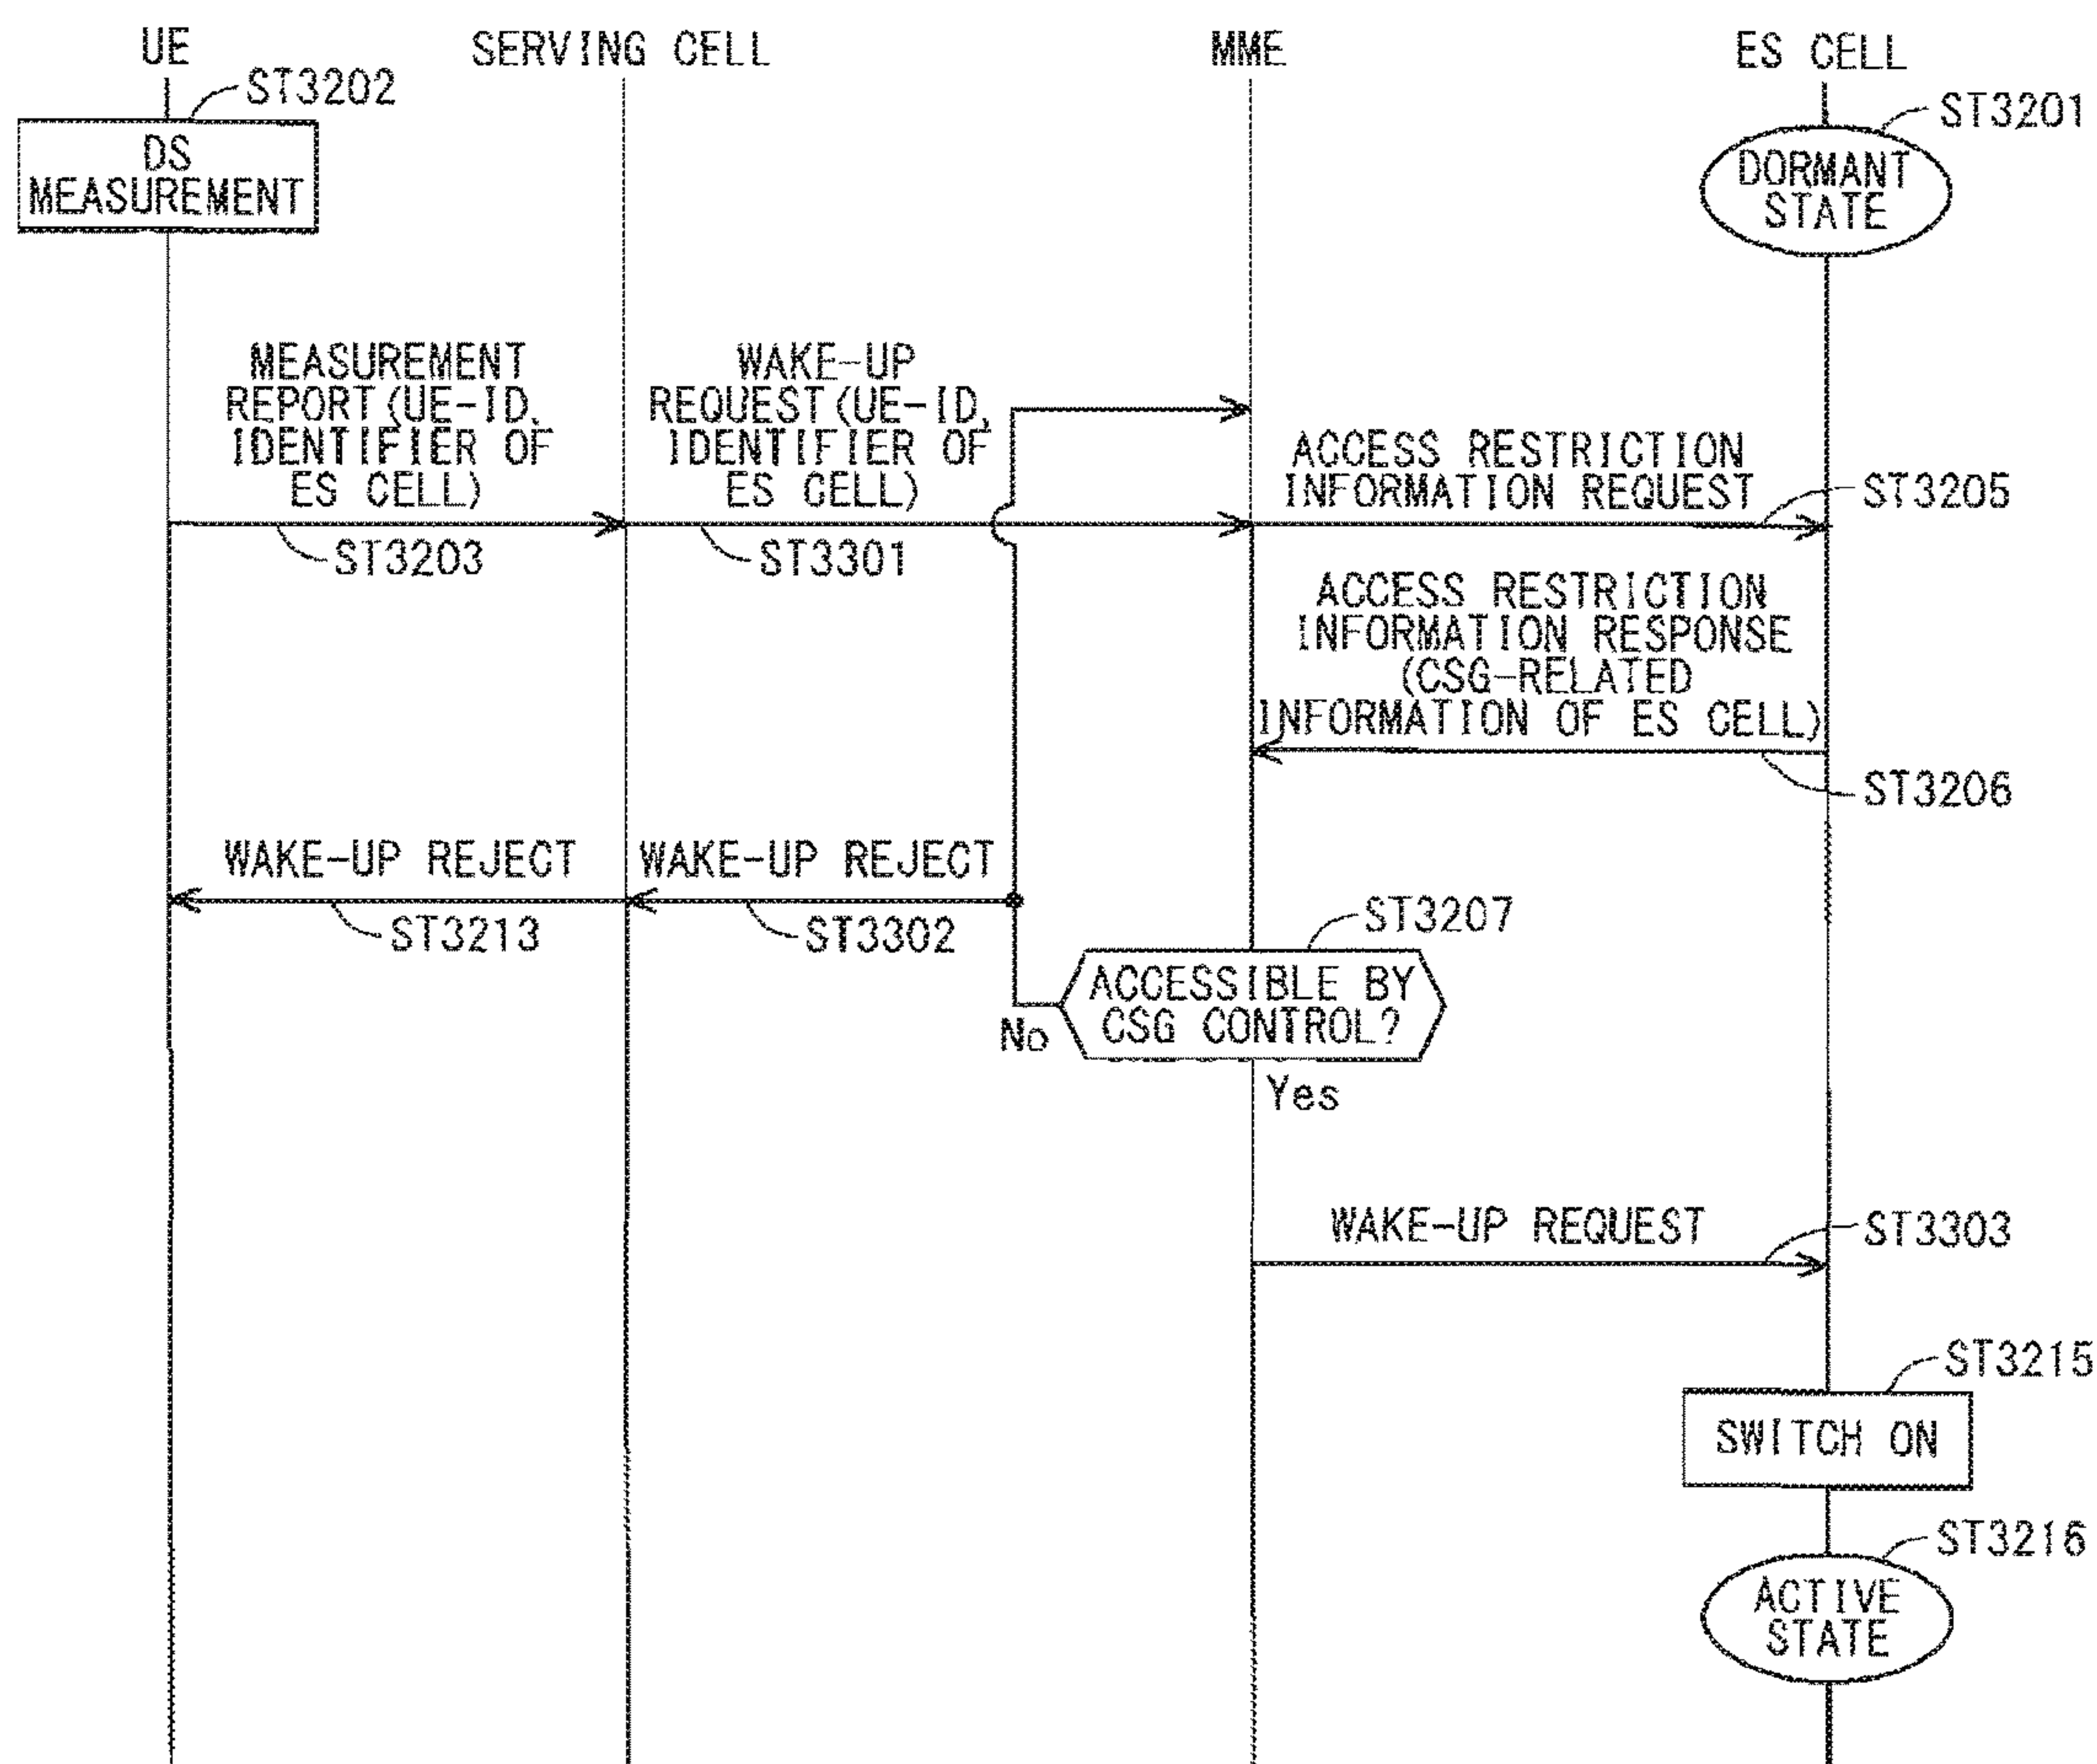 UE
SERVING CELL
MME
ES CELL
ST3202
ST3201
DS
MEASUREMENT
DORMANT
STATE
MEASUREMENT
REPORT(UE-ID,
IDENTIFIER OF
ES CELL)
WAKE-UP
REQUEST(UE-ID,
IDENTIFIER OF
ES CELL)
ACCESS RESTRICTION
INFORMATION REQUEST
ST3205
ST3203
ST3301
ACCESS RESTRICTION
INFORMATION RESPONSE
(CSG-RELATED
INFORMATION OF ES CELL)
ST3206
WAKE-UP REJECT
WAKE-UP REJECT
ST3213
ST3302
ST3207
ACCESSIBLE BY
CSG CONTROL?
No
Yes
WAKE-UP REQUEST
ST3303
ST3215
SWITCH ON
ST3216
ACTIVE
STATE